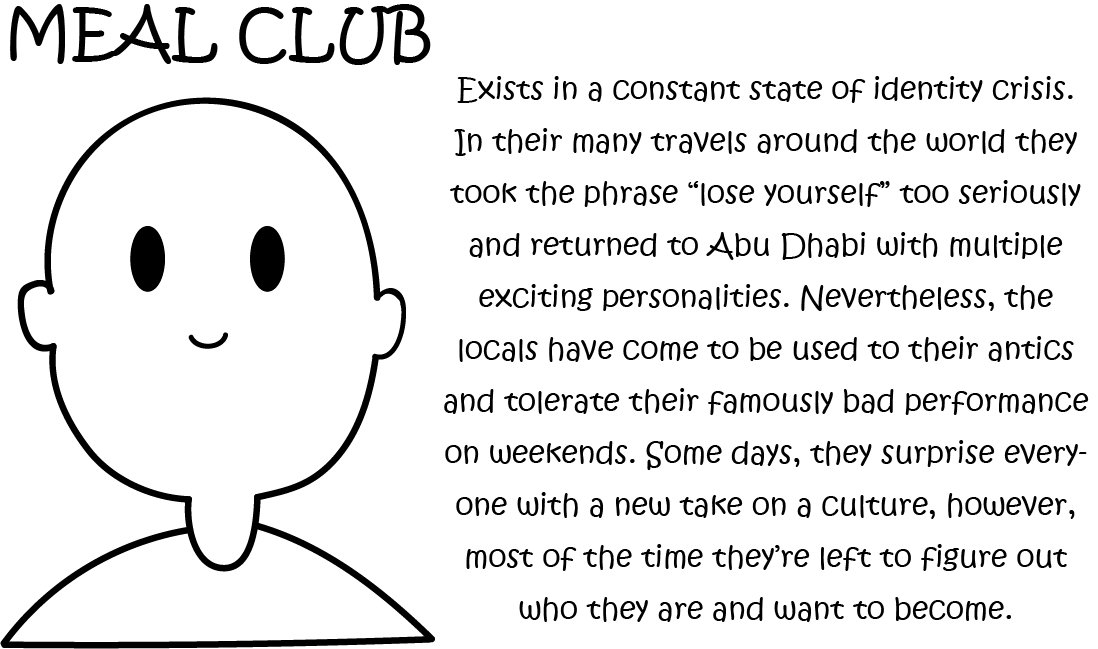 MEAL CLUB
Exists in a constant state of identity crisis.
In their many travels around the world they
took the phrase “lose yourself” too seriously
and returned to Abu Dhabi with multiple
exciting personalities. Nevertheless, the
locals have come to be used to their antics
and tolerate their famously bad performance
on weekends. Some days, they surprise every-
one with a new take on a culture, however,
most of the time they’re left to figure out
who they are and want to become.